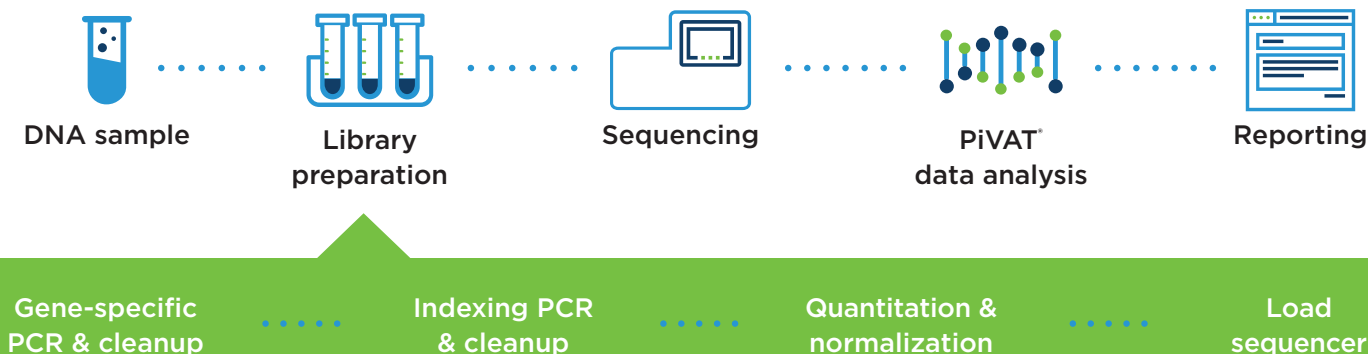 DNA sample
Library
preparation
Sequencing
PiVAT®
data analysis
Reporting
Gene-specific
PCR & cleanup
Indexing PCR
& cleanup
Quantitation &
normalization
Load
sequencer